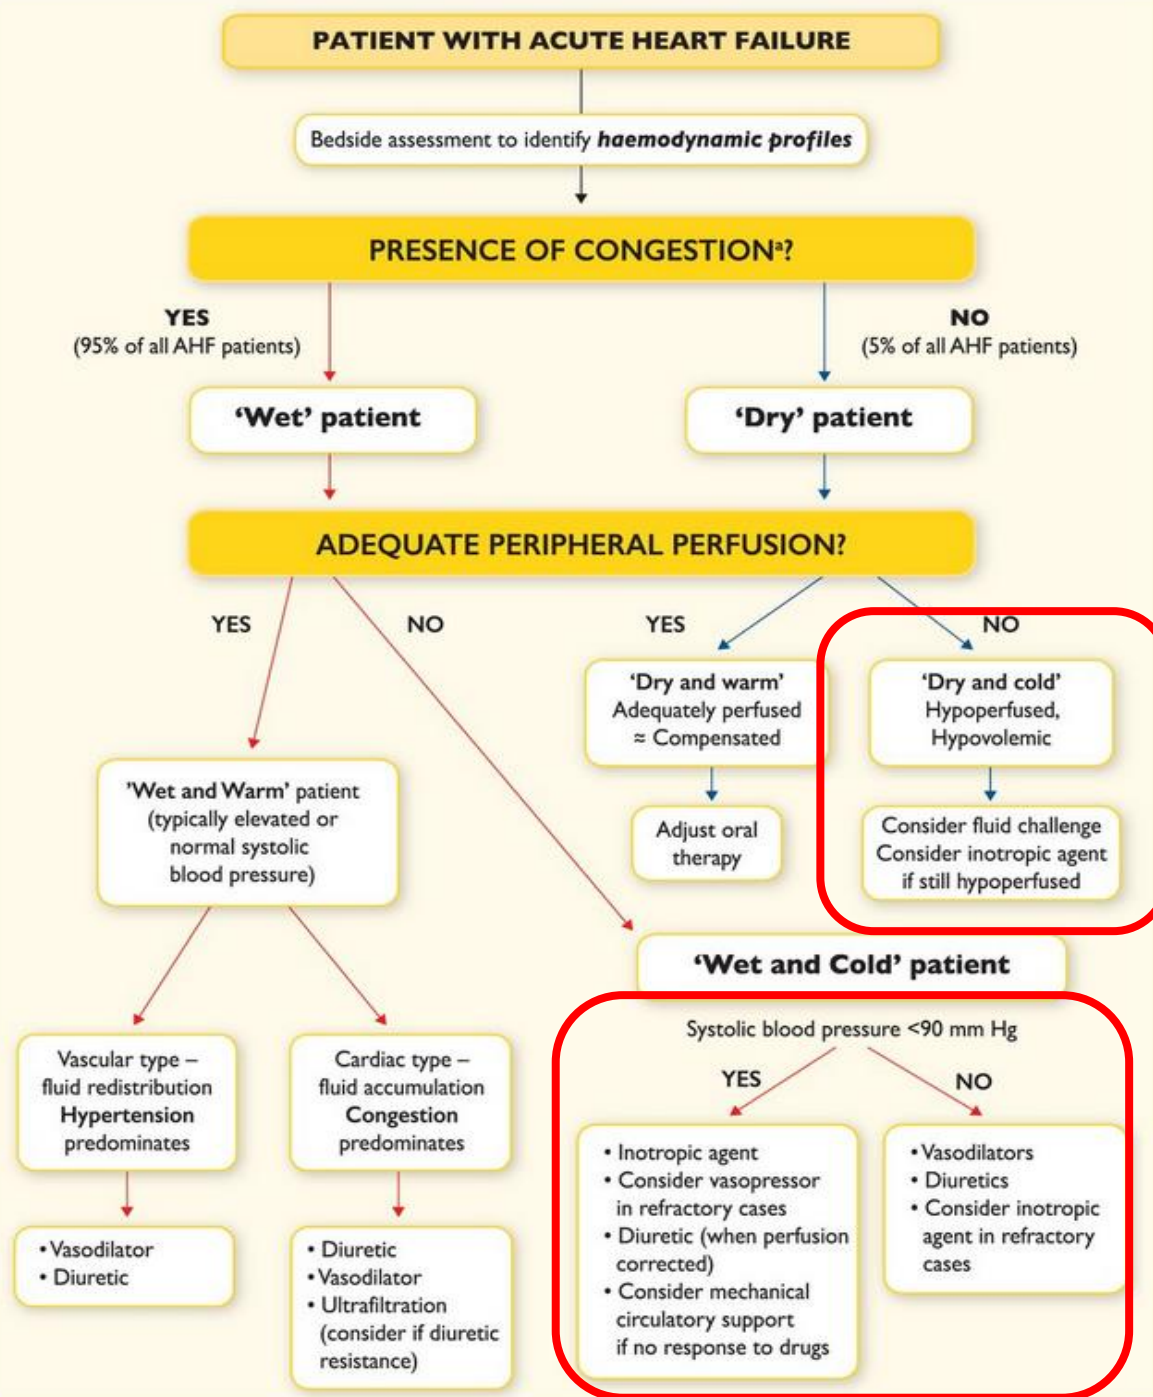 PATIENT WITH ACUTE HEART FAILURE
Bedside assessment to identify haemodynamic profiles
PRESENCE OF CONGESTIONª?
YES
(95% of all AHF patients)
NO
(5% of all AHF patients)
‘Wet’ patient
‘Dry’ patient
ADEQUATE PERIPHERAL PERFUSION?
YES
NO
YES
NO
‘Dry and warm’
Adequately perfused
≈ Compensated
‘Dry and cold’
Hypoperfused,
Hypovolemic
’Wet and Warm’ patient
(typically elevated or
normal systolic
blood pressure)
Adjust oral
therapy
Consider fluid challenge
Consider inotropic agent
if still hypoperfused
‘Wet and Cold’ patient
Systolic blood pressure <90 mm Hg
YES
NO
Vascular type –
fluid redistribution
Hypertension
predominates
Cardiac type –
fluid accumulation
Congestion
predominates
• Vasodilator
• Diuretic
• Diuretic
• Vasodilator
• Ultrafiltration
(consider if diuretic
resistance)
• Inotropic agent
• Consider vasopressor
in refractory cases
• Diuretic (when perfusion
corrected)
• Consider mechanical
circulatory support
if no response to drugs
• Vasodilators
• Diuretics
• Consider inotropic
agent in refractory
cases